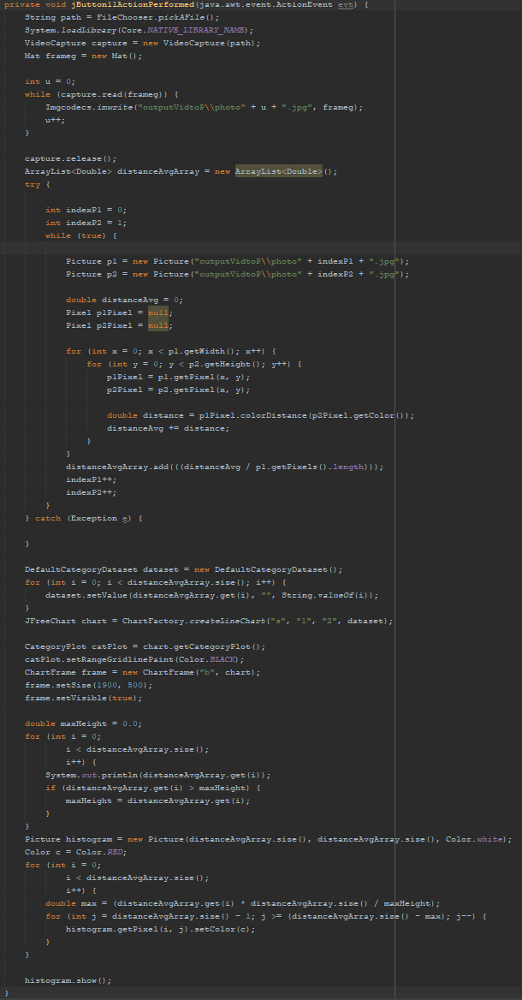 private void jButton11ActionPerformed(java.awt.event.ActionEvent evt) {
String path = FileChooser.pickAFile();
System.loadLibrary(Core.NATIVE_LIBRARY_NAME);
VideoCapture capture = new VideoCapture(path);
Mat frameg = new Mat();
int u = 0;
while (capture.read(frameg)) {
Imgcodecs.imwrite("outputVidtoP\\photo" + u + ".jpg", frameg);
u++;
}
capture.release();
ArrayList<Double> distanceAvgArray = new ArrayList<Double>();
try {
int indexP1 = 0;
int indexP2 = 1;
while (true) {
Picture p1 = new Picture("outputVidtoP\\photo" + indexP1 + ".jpg");
Picture p2 = new Picture("outputVidtoP\\photo" + indexP2 + ".jpg");
double distanceAvg = 0;
Pixel p1Pixel = null;
Pixel p2Pixel = null;
for (int x = 0; x < p1.getWidth(); x++) {
for (int y = 0; y < p2.getHeight(); y++) {
p1Pixel = p1.getPixel(x, y);
p2Pixel = p2.getPixel(x, y);
double distance = p1Pixel.colorDistance(p2Pixel.getColor());
distanceAvg += distance;
}
}
distanceAvgArray.add(((distanceAvg / p1.getPixels().length)));
indexP1++;
indexP2++;
}
} catch (Exception e) {
}
DefaultCategoryDataset dataset = new DefaultCategoryDataset();
for (int i = 0; i < distanceAvgArray.size(); i++) {
dataset.setValue(distanceAvgArray.get(i), "", String.valueOf(i));
}
JFreeChart chart = ChartFactory.createLineChart("s", "1", "2", dataset);
CategoryPlot catPlot = chart.getCategoryPlot();
catPlot.setRangeGridlinePaint(Color.BLACK);
ChartFrame frame = new ChartFrame("b", chart);
frame.setSize(1900, 500);
frame.setVisible(true);
double maxHeight = 0.0;
for (int i = 0;
i < distanceAvgArray.size();
i++) {
System.out.println(distanceAvgArray.get(i));
if (distanceAvgArray.get(i) > maxHeight) {
maxHeight = distanceAvgArray.get(i);
}
}
Picture histogram = new Picture(distanceAvgArray.size(), distanceAvgArray.size(), Color.white);
Color c = Color.RED;
for (int i = 0;
i < distanceAvgArray.size();
i++) {
double max = (distanceAvgArray.get(i) * distanceAvgArray.size() / maxHeight);
for (int j = distanceAvgArray.size() - 1; j >= (distanceAvgArray.size() - max); j--) {
histogram.getPixel(i, j).setColor(c);
}
}
histogram.show();
}